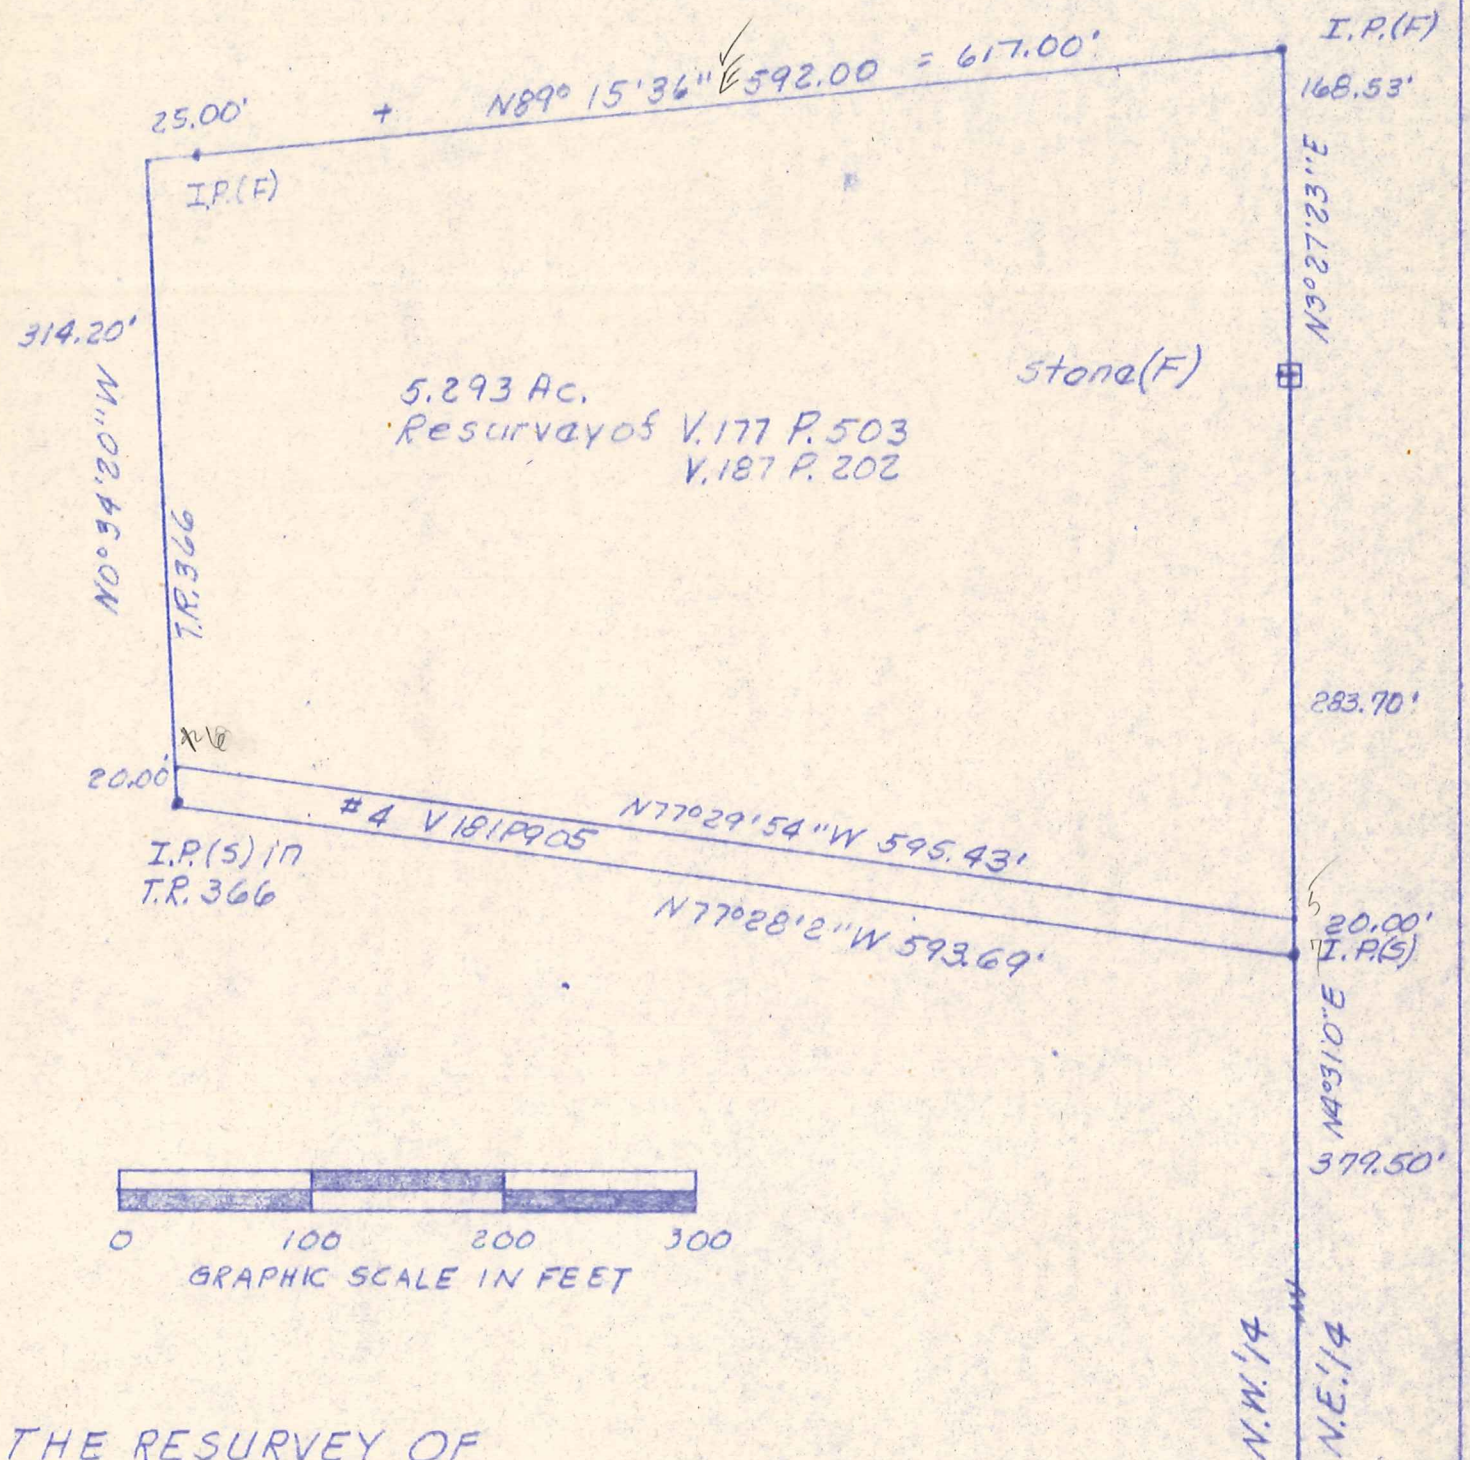 I.P.(F)
N89° 15'36" E 592.00 = 617.00'
168.53'
25.00' +
I.P.(F)
N3°27'23"E
314.20'
N0°34'20"W
Stone(F)
5.293 Ac.
Resurvey of V.177 P.503
V.187 P.202
T.R.366
283.70'
20.00'
#4 V181P905
N77°29'54"W 595.43'
I.P.(S) in
T.R. 366
N77°28'2"W 593.69'
5
20.00'
7
I.P.(S)
N4°31'0"E
379.50'
0 100 200 300
GRAPHIC SCALE IN FEET
N.W.1/4
N.E.1/4
THE RESURVEY OF